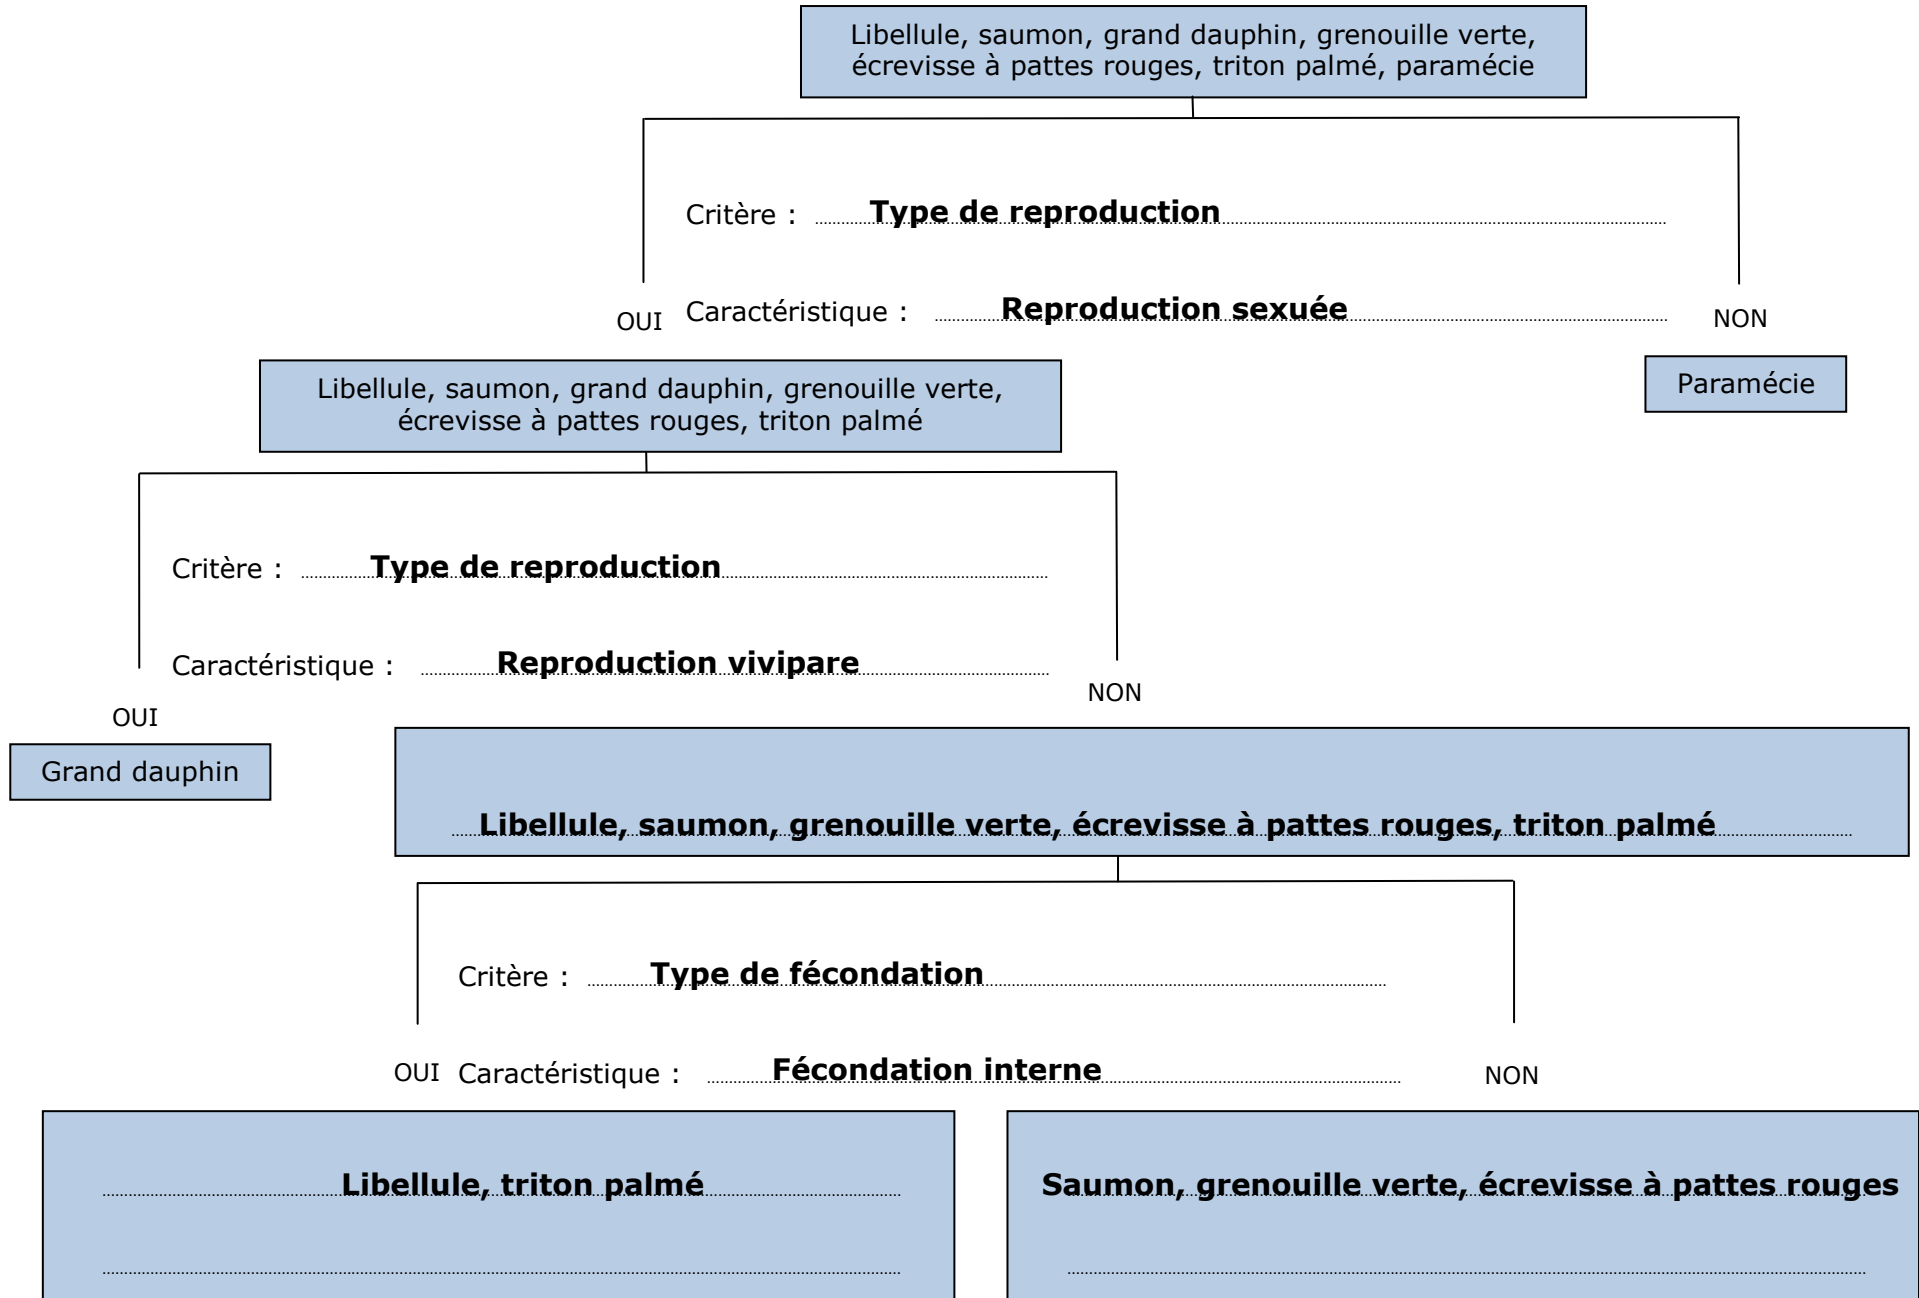 Libellule, saumon, grand dauphin, grenouille verte,
écrevisse à pattes rouges, triton palmé, paramécie
Critère : Type de reproduction
OUI Caractéristique : Reproduction sexuée NON
Libellule, saumon, grand dauphin, grenouille verte,
écrevisse à pattes rouges, triton palmé
Paramécie
Critère : Type de reproduction
Caractéristique : Reproduction vivipare
NON
OUI
Grand dauphin
Libellule, saumon, grenouille verte, écrevisse à pattes rouges, triton palmé
Critère : Type de fécondation
OUI Caractéristique : Fécondation interne NON
Libellule, triton palmé
Saumon, grenouille verte, écrevisse à pattes rouges